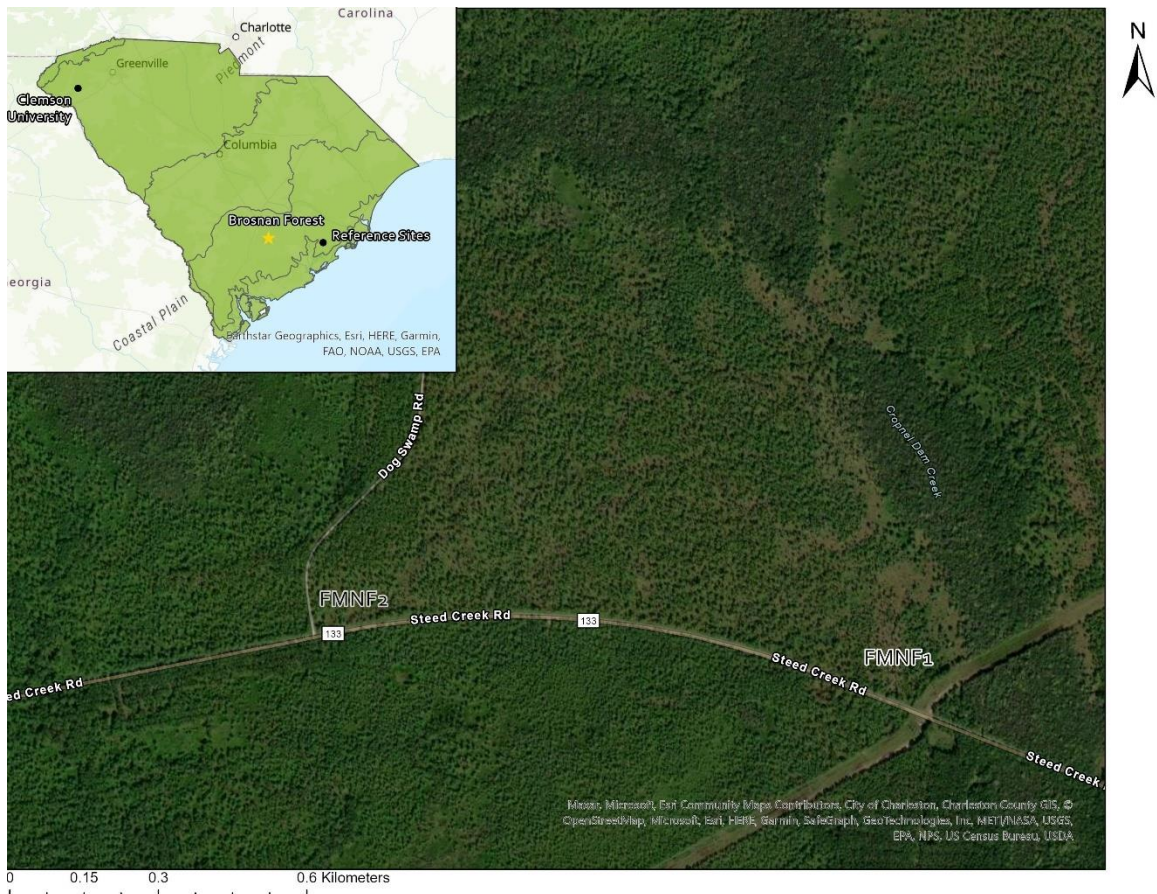 Carolina
Charlotte
Piedmont
Greenville
Clemson
University
Columbia
Brosnan Forest
Reference Sites
eorgia
Coastal Plain
Earthstar Geographics, Esri, HERE, Garmin,
FAO, NOAA, USGS, EPA
N
Dog Swamp Rd
Cropnel Dam Creek
FMNF2
133
Steed Creek Rd
133
FMNF1
Steed Creek Rd
ed Creek Rd
Steed Creek
Maxar, Microsoft, Esri Community Maps Contributors, City of Charleston, Charleston County GIS, ©
OpenStreetMap, Microsoft, Esri, HERE, Garmin, SafeGraph, GeoTechnologies, Inc, METI/NASA, USGS,
EPA, NPS, US Census Bureau, USDA
0 0.15 0.3 0.6 Kilometers